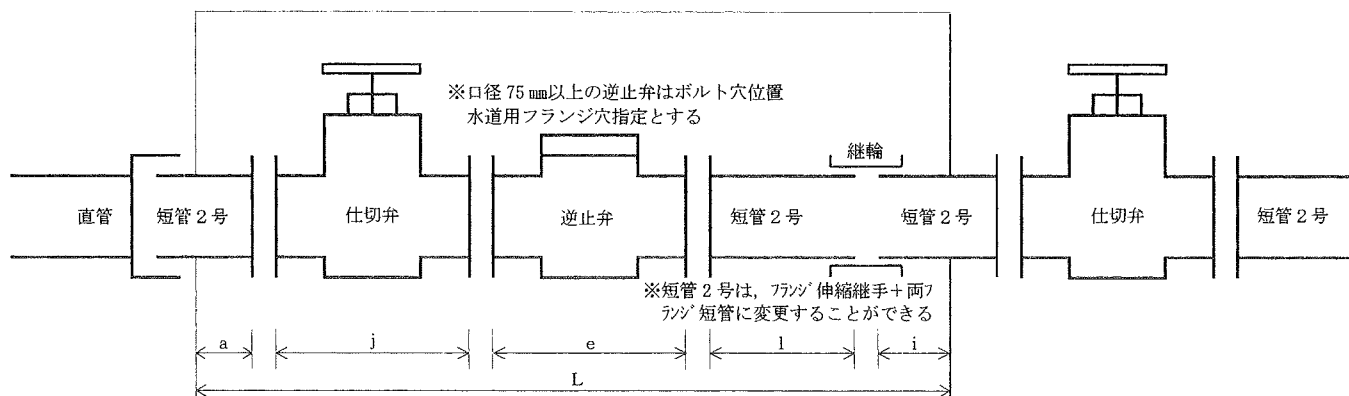 ※口径 75 ㎜以上の逆止弁はボルト穴位置
水道用フランジ穴指定とする
継輪
直管
短管２号
仕切弁
逆止弁
短管２号
短管２号
仕切弁
短管２号
※短管２号は，ﾌﾗﾝｼﾞ伸縮継手＋両ﾌ
ﾗﾝｼﾞ短管に変更することができる
a
j
e
l
i
L